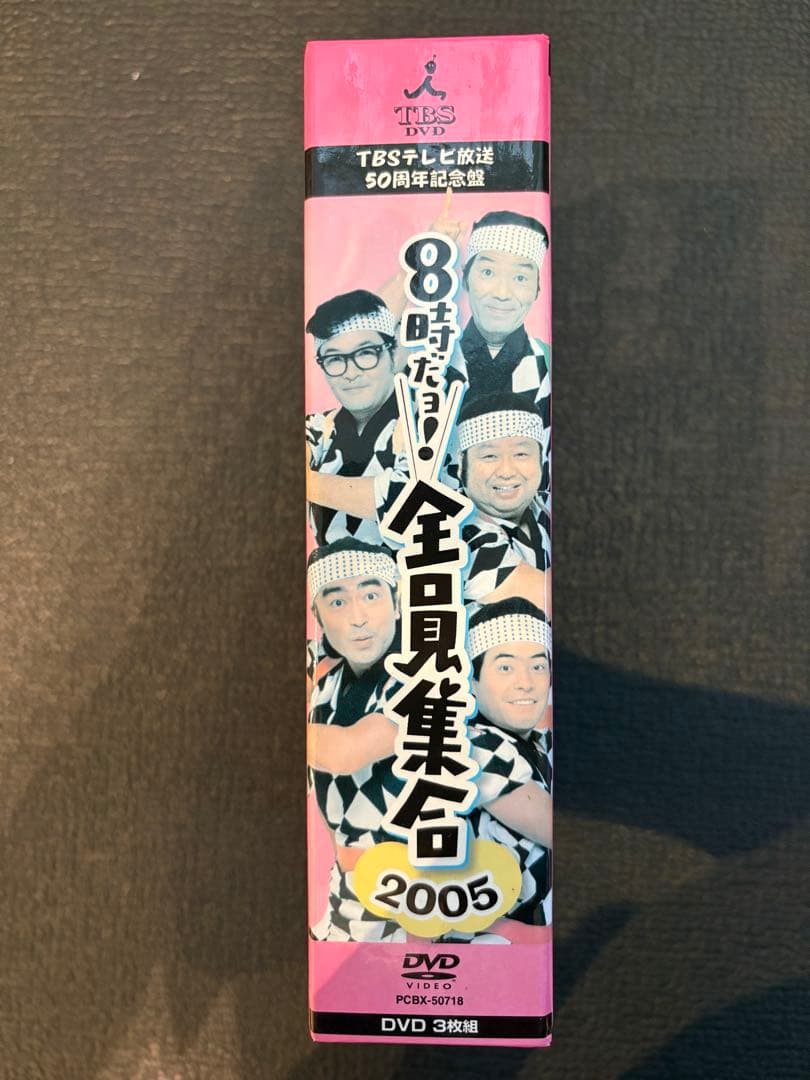 TBS
DVD
TBSテレビ放送
50周年記念盤
8時だョ!
全員集合
2005
DVD
VIDEO
PCBX-50718
DVD 3枚組